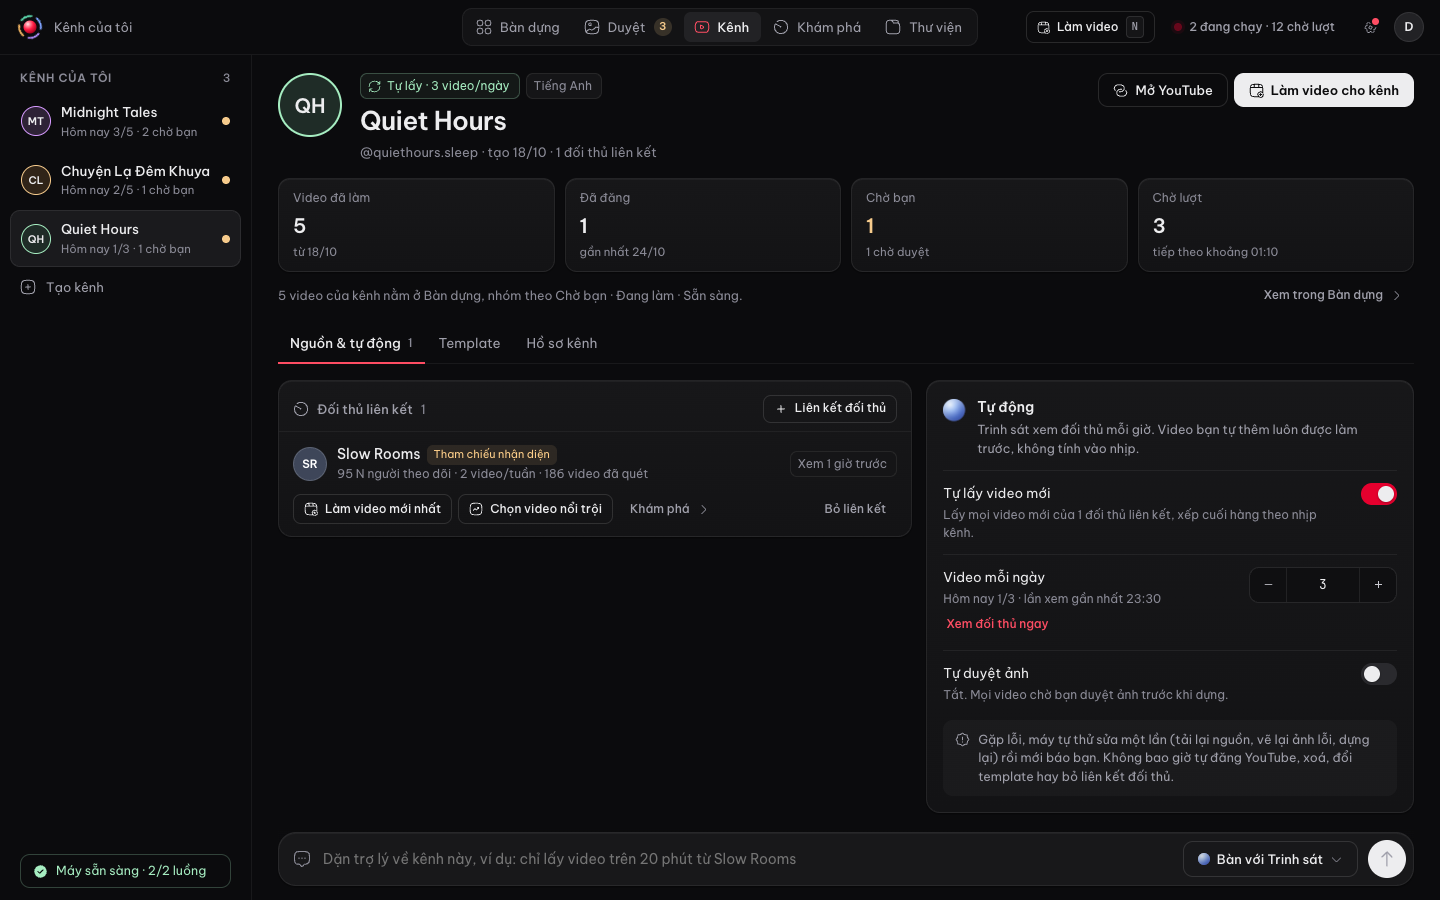 Kênh của tôi
Bàn dựng
Duyệt 3
Kênh
Khám phá
Thư viện
Làm video N
2 đang chạy · 12 chờ lượt
D
KÊNH CỦA TÔI 3
MT
Midnight Tales
Hôm nay 3/5 · 2 chờ bạn
CL
Chuyện Lạ Đêm Khuya
Hôm nay 2/5 · 1 chờ bạn
QH
Quiet Hours
Hôm nay 1/3 · 1 chờ bạn
Tạo kênh
Máy sẵn sàng · 2/2 luồng
QH
Tự lấy · 3 video/ngày
Tiếng Anh
Quiet Hours
@quiethours.sleep · tạo 18/10 · 1 đối thủ liên kết
Mở YouTube
Làm video cho kênh
Video đã làm
5
từ 18/10
Đã đăng
1
gần nhất 24/10
Chờ bạn
1
1 chờ duyệt
Chờ lượt
3
tiếp theo khoảng 01:10
5 video của kênh nằm ở Bàn dựng, nhóm theo Chờ bạn · Đang làm · Sẵn sàng.
Xem trong Bàn dựng
Nguồn & tự động 1
Template
Hồ sơ kênh
Đối thủ liên kết 1
Liên kết đối thủ
SR
Slow Rooms
Tham chiếu nhận diện
95 N người theo dõi · 2 video/tuần · 186 video đã quét
Xem 1 giờ trước
Làm video mới nhất
Chọn video nổi trội
Khám phá
Bỏ liên kết
Tự động
Trinh sát xem đối thủ mỗi giờ. Video bạn tự thêm luôn được làm
trước, không tính vào nhịp.
Tự lấy video mới
Lấy mọi video mới của 1 đối thủ liên kết, xếp cuối hàng theo nhịp
kênh.
Video mỗi ngày
Hôm nay 1/3 · lần xem gần nhất 23:30
− 3 +
Xem đối thủ ngay
Tự duyệt ảnh
Tắt. Mọi video chờ bạn duyệt ảnh trước khi dựng.
Gặp lỗi, máy tự thử sửa một lần (tải lại nguồn, vẽ lại ảnh lỗi, dựng
lại) rồi mới báo bạn. Không bao giờ tự đăng YouTube, xoá, đổi
template hay bỏ liên kết đối thủ.
Dặn trợ lý về kênh này, ví dụ: chỉ lấy video trên 20 phút từ Slow Rooms
Bàn với Trinh sát